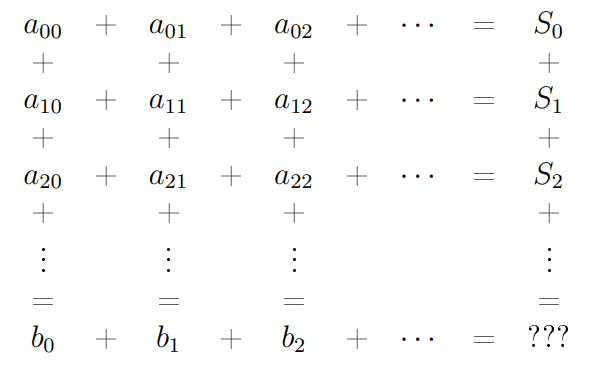 a₀₀ + a₀₁ + a₀₂ + ⋯ = S₀
+ + + +
a₁₀ + a₁₁ + a₁₂ + ⋯ = S₁
+ + + +
a₂₀ + a₂₁ + a₂₂ + ⋯ = S₂
+ + + +
⋮ ⋮ ⋮ ⋮
= = = =
b₀ + b₁ + b₂ + ⋯ = ???